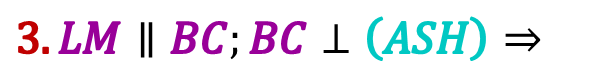 3. LM ∥ BC; BC ⊥ (ASH) ⇒